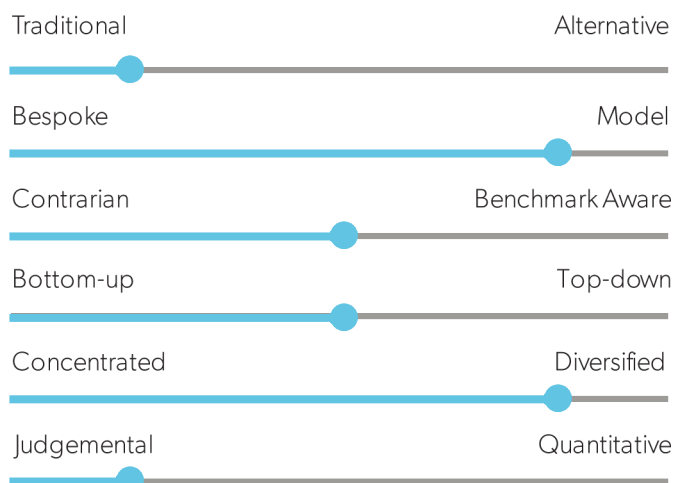 Traditional Alternative
Bespoke Model
Contrarian Benchmark Aware
Bottom-up Top-down
Concentrated Diversified
Judgemental Quantitative